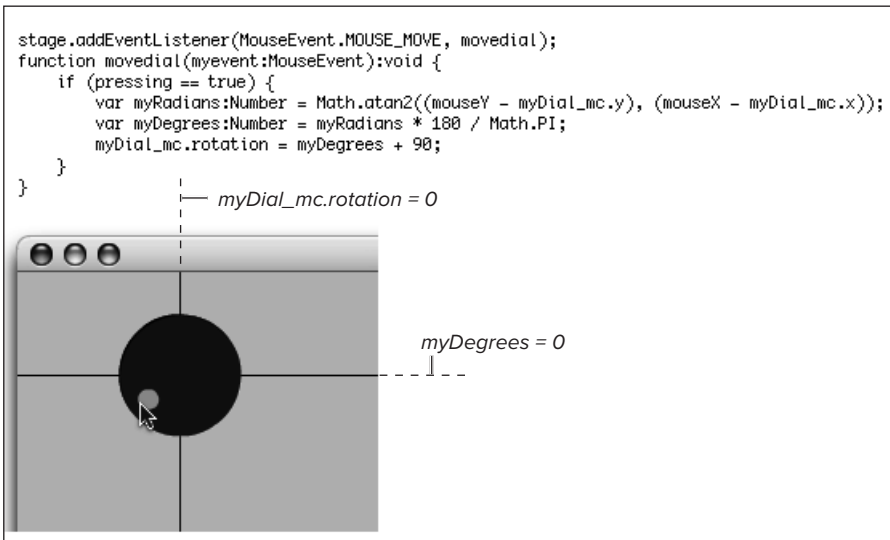 stage.addEventListener(MouseEvent.MOUSE_MOVE, movedial);
function movedial(myevent:MouseEvent):void {
    if (pressing == true) {
        var myRadians:Number = Math.atan2((mouseY - myDial_mc.y), (mouseX - myDial_mc.x));
        var myDegrees:Number = myRadians * 180 / Math.PI;
        myDial_mc.rotation = myDegrees + 90;
    }
}
myDial_mc.rotation = 0
myDegrees = 0